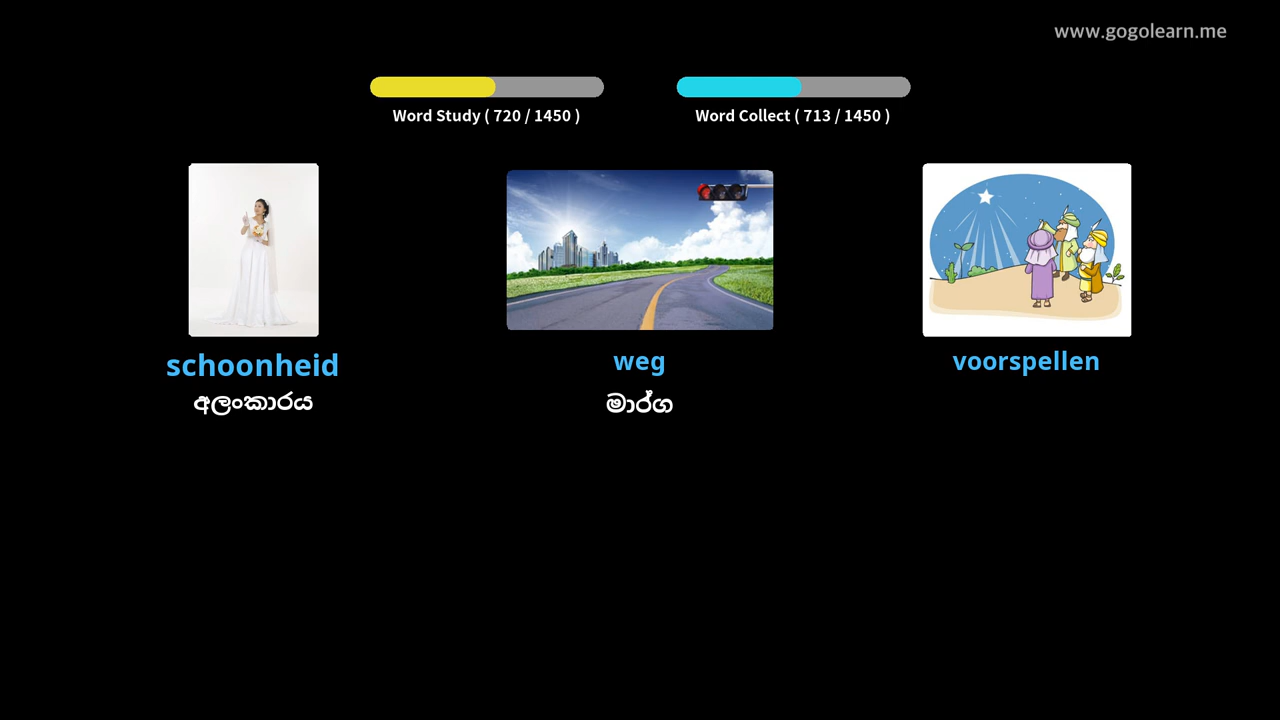 www.gogolearn.me
Word Study ( 720 / 1450 )
Word Collect ( 713 / 1450 )
schoonheid
අලංකාරය
weg
මාර්ග
voorspellen